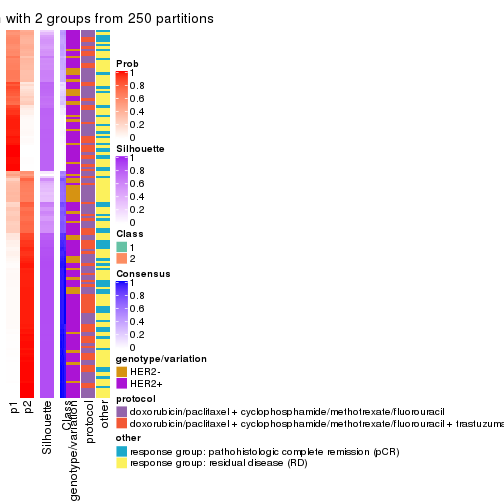 with 2 groups from 250 partitions
Prob
1
0.8
0.6
0.4
0.2
0
Silhouette
1
0.8
0.6
0.4
0.2
0
Class
1
2
Consensus
1
0.8
0.6
0.4
0.2
0
genotype/variation
HER2-
HER2+
protocol
doxorubicin/paclitaxel + cyclophosphamide/methotrexate/fluorouracil
doxorubicin/paclitaxel + cyclophosphamide/methotrexate/fluorouracil + trastuzuma
other
response group: pathohistologic complete remission (pCR)
response group: residual disease (RD)
p1
p2
Silhouette
Class
genotype/variation
protocol
other